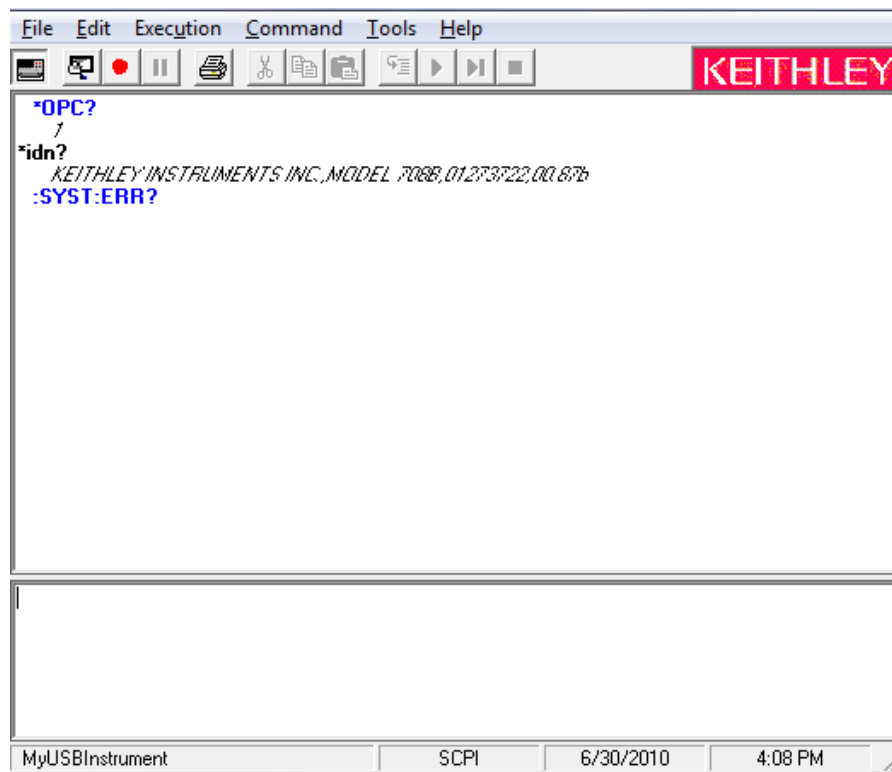 File Edit Execution Command Tools Help
KEITHLEY
*OPC?
1
*idn?
KEITHLEY INSTRUMENTS INC.,MODEL 708B,01273722,00.87b
:SYST:ERR?
MyUSBInstrument SCPI 6/30/2010 4:08 PM